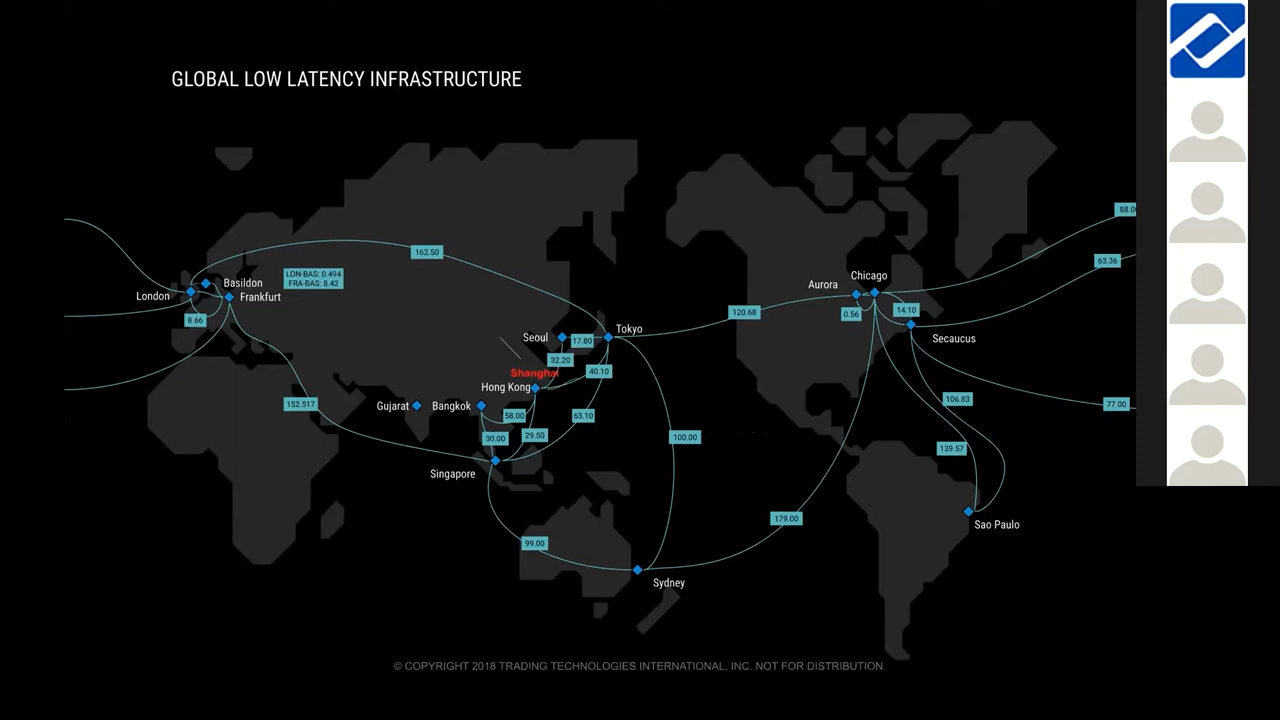 GLOBAL LOW LATENCY INFRASTRUCTURE
88.0
162.50
63.36
LON-BAS: 0.494
FRA-BAS: 8.42
Basildon
London
Frankfurt
Chicago
Aurora
8.66
120.68
0.56
14.10
Tokyo
Seoul
17.80
Secaucus
32.20
Shanghai
40.10
Hong Kong
Gujarat
Bangkok
152.517
58.00
63.10
106.83
77.00
30.00
29.50
100.00
139.57
Singapore
179.00
Sao Paulo
99.00
Sydney
© COPYRIGHT 2018 TRADING TECHNOLOGIES INTERNATIONAL, INC. NOT FOR DISTRIBUTION.